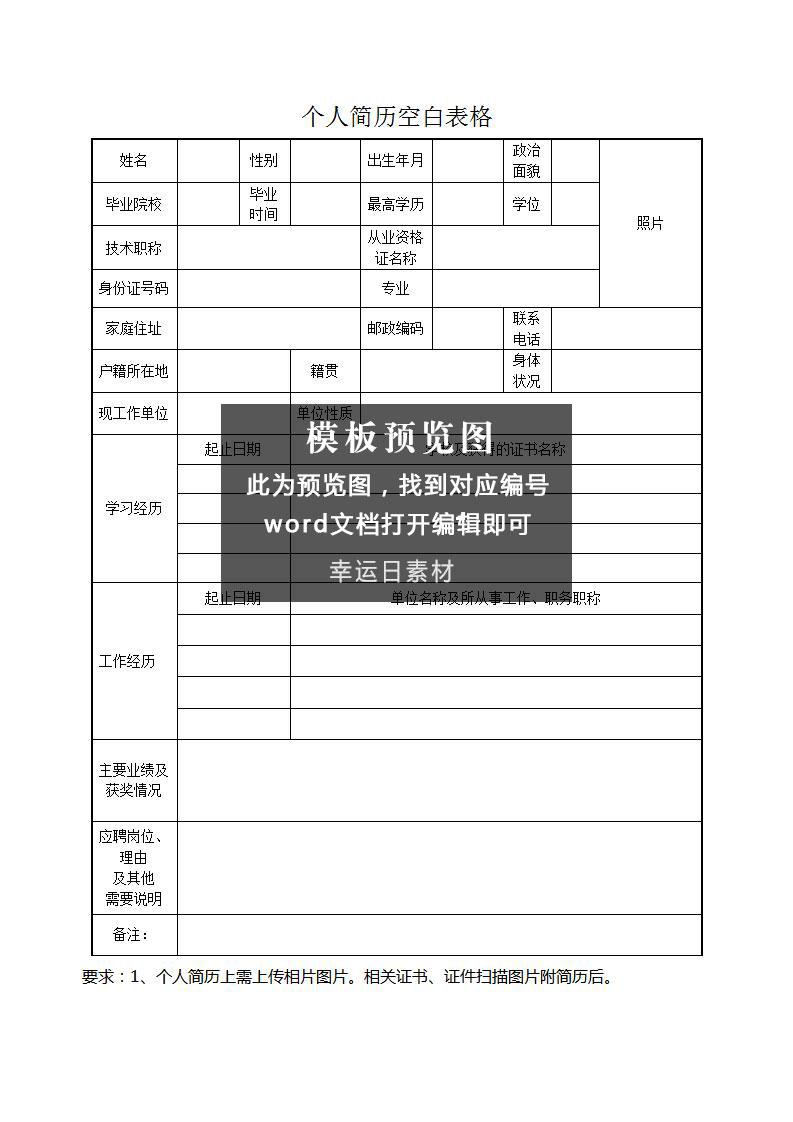 个人简历空白表格
姓名 性别 出生年月 政治面貌
照片
毕业院校 毕业时间 最高学历 学位
技术职称 从业资格证名称
身份证号码 专业
家庭住址 邮政编码 联系电话
户籍所在地 籍贯 身体状况
现工作单位 单位性质
模板预览图
学习经历
起止日期 及获得的证书名称
此为预览图，找到对应编号
word文档打开编辑即可
幸运日素材
工作经历
起止日期 单位名称及所从事工作、职务职称
主要业绩及
获奖情况
应聘岗位、
理由
及其他
需要说明
备注：
要求：1、个人简历上需上传相片图片。相关证书、证件扫描图片附简历后。